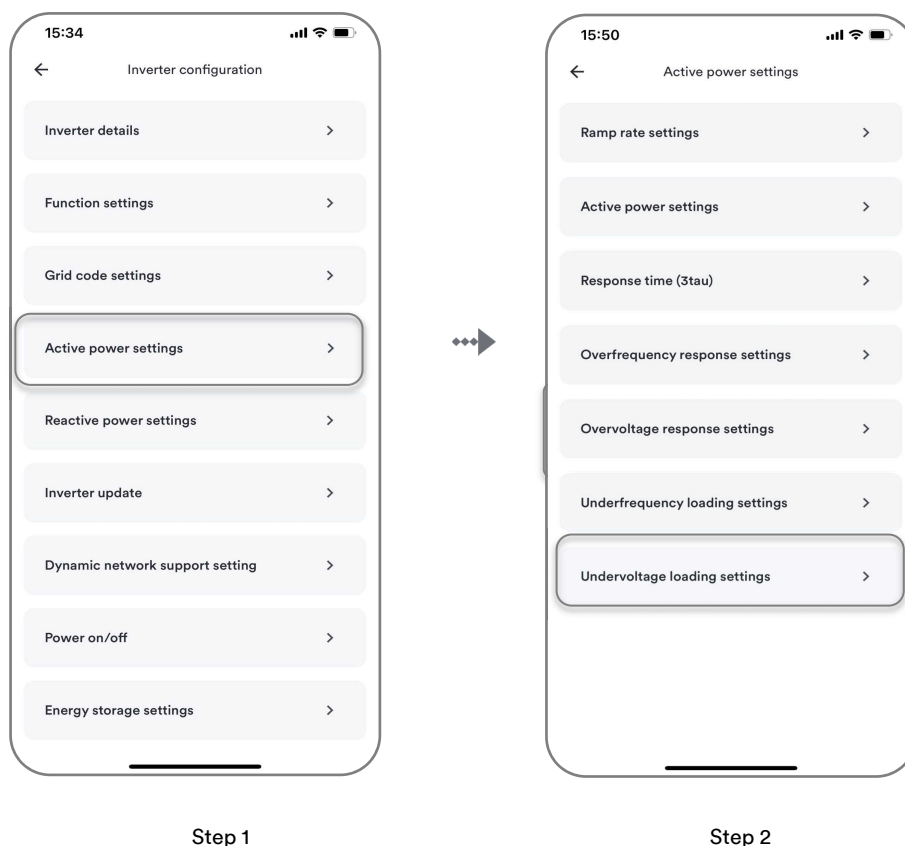 15:34
Inverter configuration
Inverter details
Function settings
Grid code settings
Active power settings
Reactive power settings
Inverter update
Dynamic network support setting
Power on/off
Energy storage settings
Step 1
15:50
Active power settings
Ramp rate settings
Active power settings
Response time (3tau)
Overfrequency response settings
Overvoltage response settings
Underfrequency loading settings
Undervoltage loading settings
Step 2